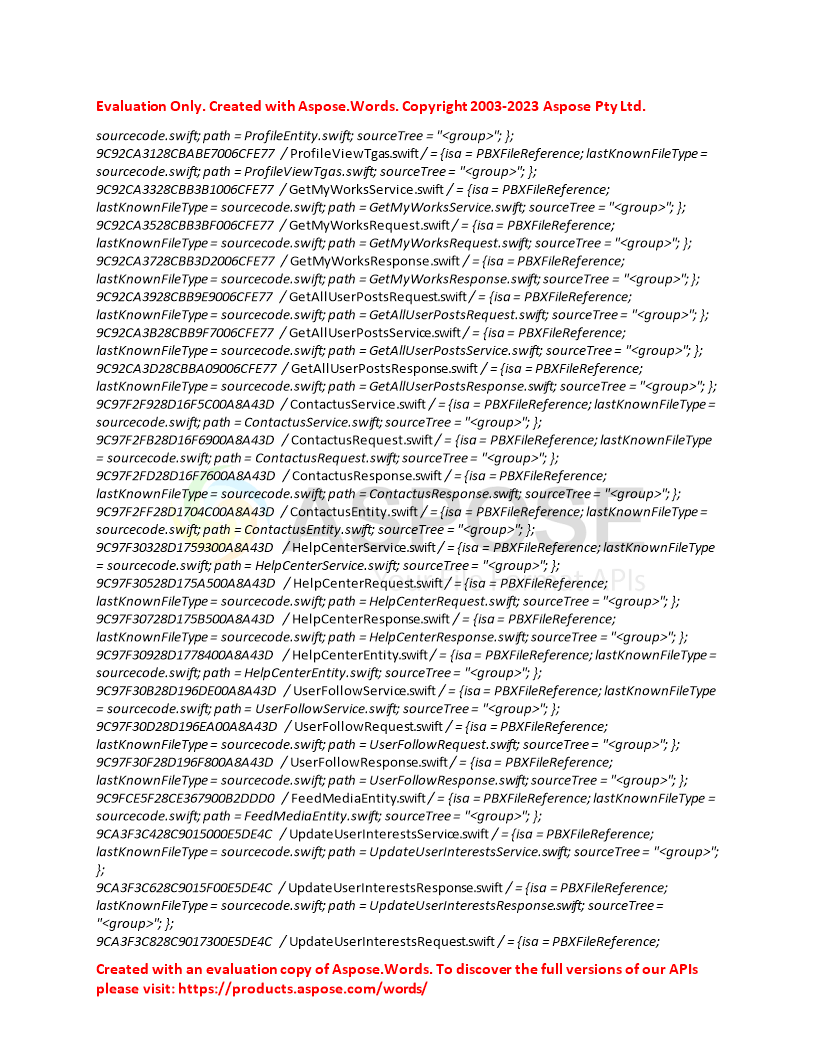 Evaluation Only. Created with Aspose.Words. Copyright 2003-2023 Aspose Pty Ltd.
sourcecode.swift; path = ProfileEntity.swift; sourceTree = "<group>"; };
9C92CA3128CBABE7006CFE77 / ProfileViewTgas.swift / = {isa = PBXFileReference; lastKnownFileType =
sourcecode.swift; path = ProfileViewTgas.swift; sourceTree = "<group>"; };
9C92CA3328CBB3B1006CFE77 / GetMyWorksService.swift / = {isa = PBXFileReference;
lastKnownFileType = sourcecode.swift; path = GetMyWorksService.swift; sourceTree = "<group>"; };
9C92CA3528CBB3BF006CFE77 / GetMyWorksRequest.swift / = {isa = PBXFileReference;
lastKnownFileType = sourcecode.swift; path = GetMyWorksRequest.swift; sourceTree = "<group>"; };
9C92CA3728CBB3D2006CFE77 / GetMyWorksResponse.swift / = {isa = PBXFileReference;
lastKnownFileType = sourcecode.swift; path = GetMyWorksResponse.swift; sourceTree = "<group>"; };
9C92CA3928CBB9E9006CFE77 / GetAllUserPostsRequest.swift / = {isa = PBXFileReference;
lastKnownFileType = sourcecode.swift; path = GetAllUserPostsRequest.swift; sourceTree = "<group>"; };
9C92CA3B28CBB9F7006CFE77 / GetAllUserPostsService.swift / = {isa = PBXFileReference;
lastKnownFileType = sourcecode.swift; path = GetAllUserPostsService.swift; sourceTree = "<group>"; };
9C92CA3D28CBBA09006CFE77 / GetAllUserPostsResponse.swift / = {isa = PBXFileReference;
lastKnownFileType = sourcecode.swift; path = GetAllUserPostsResponse.swift; sourceTree = "<group>"; };
9C97F2F928D16F5C00A8A43D / ContactusService.swift / = {isa = PBXFileReference; lastKnownFileType =
sourcecode.swift; path = ContactusService.swift; sourceTree = "<group>"; };
9C97F2FB28D16F6900A8A43D / ContactusRequest.swift / = {isa = PBXFileReference; lastKnownFileType
= sourcecode.swift; path = ContactusRequest.swift; sourceTree = "<group>"; };
9C97F2FD28D16F7600A8A43D / ContactusResponse.swift / = {isa = PBXFileReference;
lastKnownFileType = sourcecode.swift; path = ContactusResponse.swift; sourceTree = "<group>"; };
9C97F2FF28D1704C00A8A43D / ContactusEntity.swift / = {isa = PBXFileReference; lastKnownFileType =
sourcecode.swift; path = ContactusEntity.swift; sourceTree = "<group>"; };
9C97F30328D1759300A8A43D / HelpCenterService.swift / = {isa = PBXFileReference; lastKnownFileType
= sourcecode.swift; path = HelpCenterService.swift; sourceTree = "<group>"; };
9C97F30528D175A500A8A43D / HelpCenterRequest.swift / = {isa = PBXFileReference;
lastKnownFileType = sourcecode.swift; path = HelpCenterRequest.swift; sourceTree = "<group>"; };
9C97F30728D175B500A8A43D / HelpCenterResponse.swift / = {isa = PBXFileReference;
lastKnownFileType = sourcecode.swift; path = HelpCenterResponse.swift; sourceTree = "<group>"; };
9C97F30928D1778400A8A43D / HelpCenterEntity.swift / = {isa = PBXFileReference; lastKnownFileType =
sourcecode.swift; path = HelpCenterEntity.swift; sourceTree = "<group>"; };
9C97F30B28D196DE00A8A43D / UserFollowService.swift / = {isa = PBXFileReference; lastKnownFileType
= sourcecode.swift; path = UserFollowService.swift; sourceTree = "<group>"; };
9C97F30D28D196EA00A8A43D / UserFollowRequest.swift / = {isa = PBXFileReference;
lastKnownFileType = sourcecode.swift; path = UserFollowRequest.swift; sourceTree = "<group>"; };
9C97F30F28D196F800A8A43D / UserFollowResponse.swift / = {isa = PBXFileReference;
lastKnownFileType = sourcecode.swift; path = UserFollowResponse.swift; sourceTree = "<group>"; };
9C9FCE5F28CE367900B2DDD0 / FeedMediaEntity.swift / = {isa = PBXFileReference; lastKnownFileType =
sourcecode.swift; path = FeedMediaEntity.swift; sourceTree = "<group>"; };
9CA3F3C428C9015000E5DE4C / UpdateUserInterestsService.swift / = {isa = PBXFileReference;
lastKnownFileType = sourcecode.swift; path = UpdateUserInterestsService.swift; sourceTree = "<group>";
};
9CA3F3C628C9015F00E5DE4C / UpdateUserInterestsResponse.swift / = {isa = PBXFileReference;
lastKnownFileType = sourcecode.swift; path = UpdateUserInterestsResponse.swift; sourceTree =
"<group>"; };
9CA3F3C828C9017300E5DE4C / UpdateUserInterestsRequest.swift / = {isa = PBXFileReference;
Created with an evaluation copy of Aspose.Words. To discover the full versions of our APIs
please visit: https://products.aspose.com/words/
ASPOSE
APIs